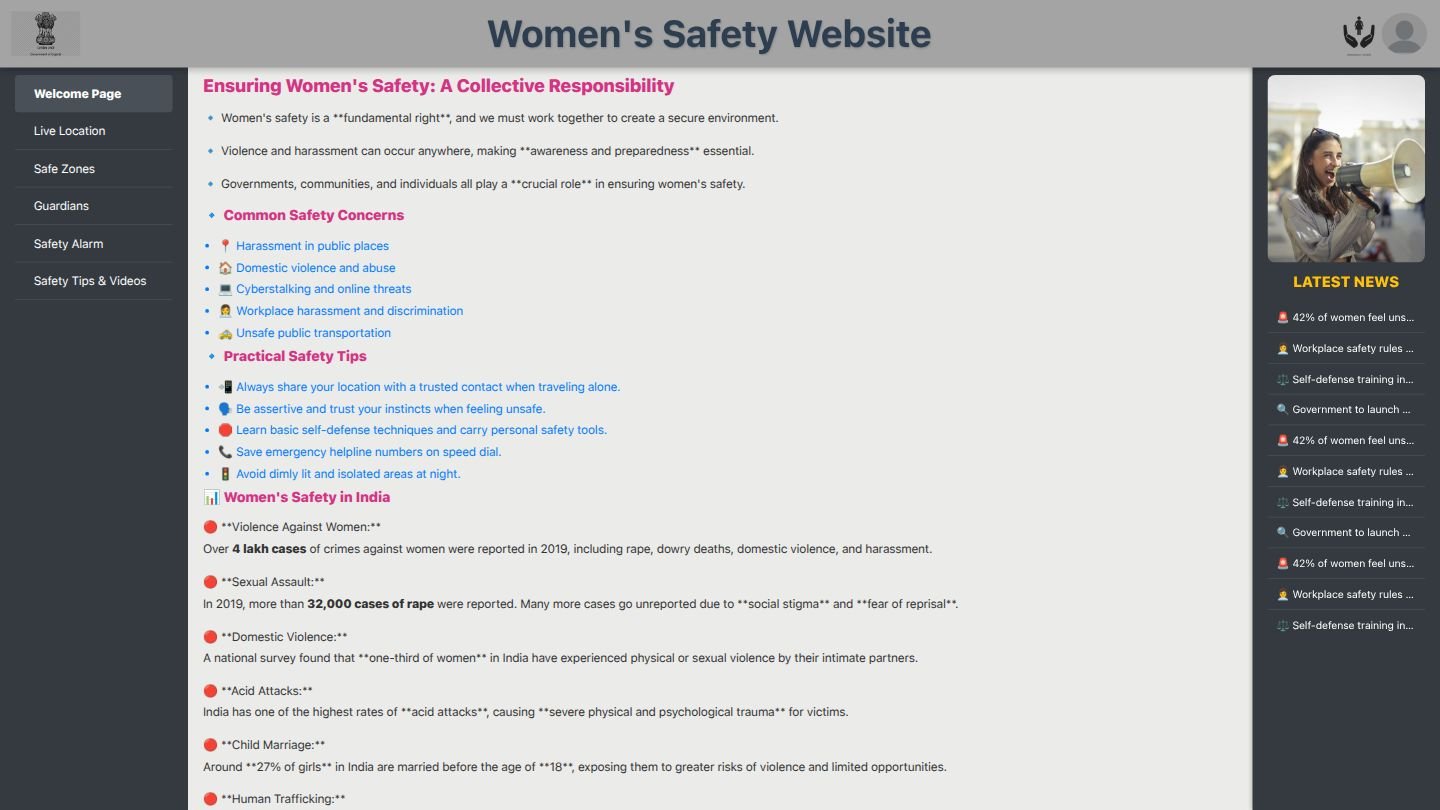 Women's Safety Website
Welcome Page
Live Location
Safe Zones
Guardians
Safety Alarm
Safety Tips & Videos
Ensuring Women's Safety: A Collective Responsibility
🔹 Women's safety is a **fundamental right**, and we must work together to create a secure environment.
🔹 Violence and harassment can occur anywhere, making **awareness and preparedness** essential.
🔹 Governments, communities, and individuals all play a **crucial role** in ensuring women's safety.
🔹 Common Safety Concerns
• 📍 Harassment in public places
• 🏠 Domestic violence and abuse
• 💻 Cyberstalking and online threats
• 👩‍💼 Workplace harassment and discrimination
• 🚕 Unsafe public transportation
🔹 Practical Safety Tips
• 📲 Always share your location with a trusted contact when traveling alone.
• 🗣️ Be assertive and trust your instincts when feeling unsafe.
• 🛑 Learn basic self-defense techniques and carry personal safety tools.
• 📞 Save emergency helpline numbers on speed dial.
• 🚦 Avoid dimly lit and isolated areas at night.
📊 Women's Safety in India
🔴 **Violence Against Women:**
Over 4 lakh cases of crimes against women were reported in 2019, including rape, dowry deaths, domestic violence, and harassment.
🔴 **Sexual Assault:**
In 2019, more than 32,000 cases of rape were reported. Many more cases go unreported due to **social stigma** and **fear of reprisal**.
🔴 **Domestic Violence:**
A national survey found that **one-third of women** in India have experienced physical or sexual violence by their intimate partners.
🔴 **Acid Attacks:**
India has one of the highest rates of **acid attacks**, causing **severe physical and psychological trauma** for victims.
🔴 **Child Marriage:**
Around **27% of girls** in India are married before the age of **18**, exposing them to greater risks of violence and limited opportunities.
🔴 **Human Trafficking:**
LATEST NEWS
🚨 42% of women feel uns...
👩‍💼 Workplace safety rules ...
⚖️ Self-defense training in...
🔍 Government to launch ...
🚨 42% of women feel uns...
👩‍💼 Workplace safety rules ...
⚖️ Self-defense training in...
🔍 Government to launch ...
🚨 42% of women feel uns...
👩‍💼 Workplace safety rules ...
⚖️ Self-defense training in...